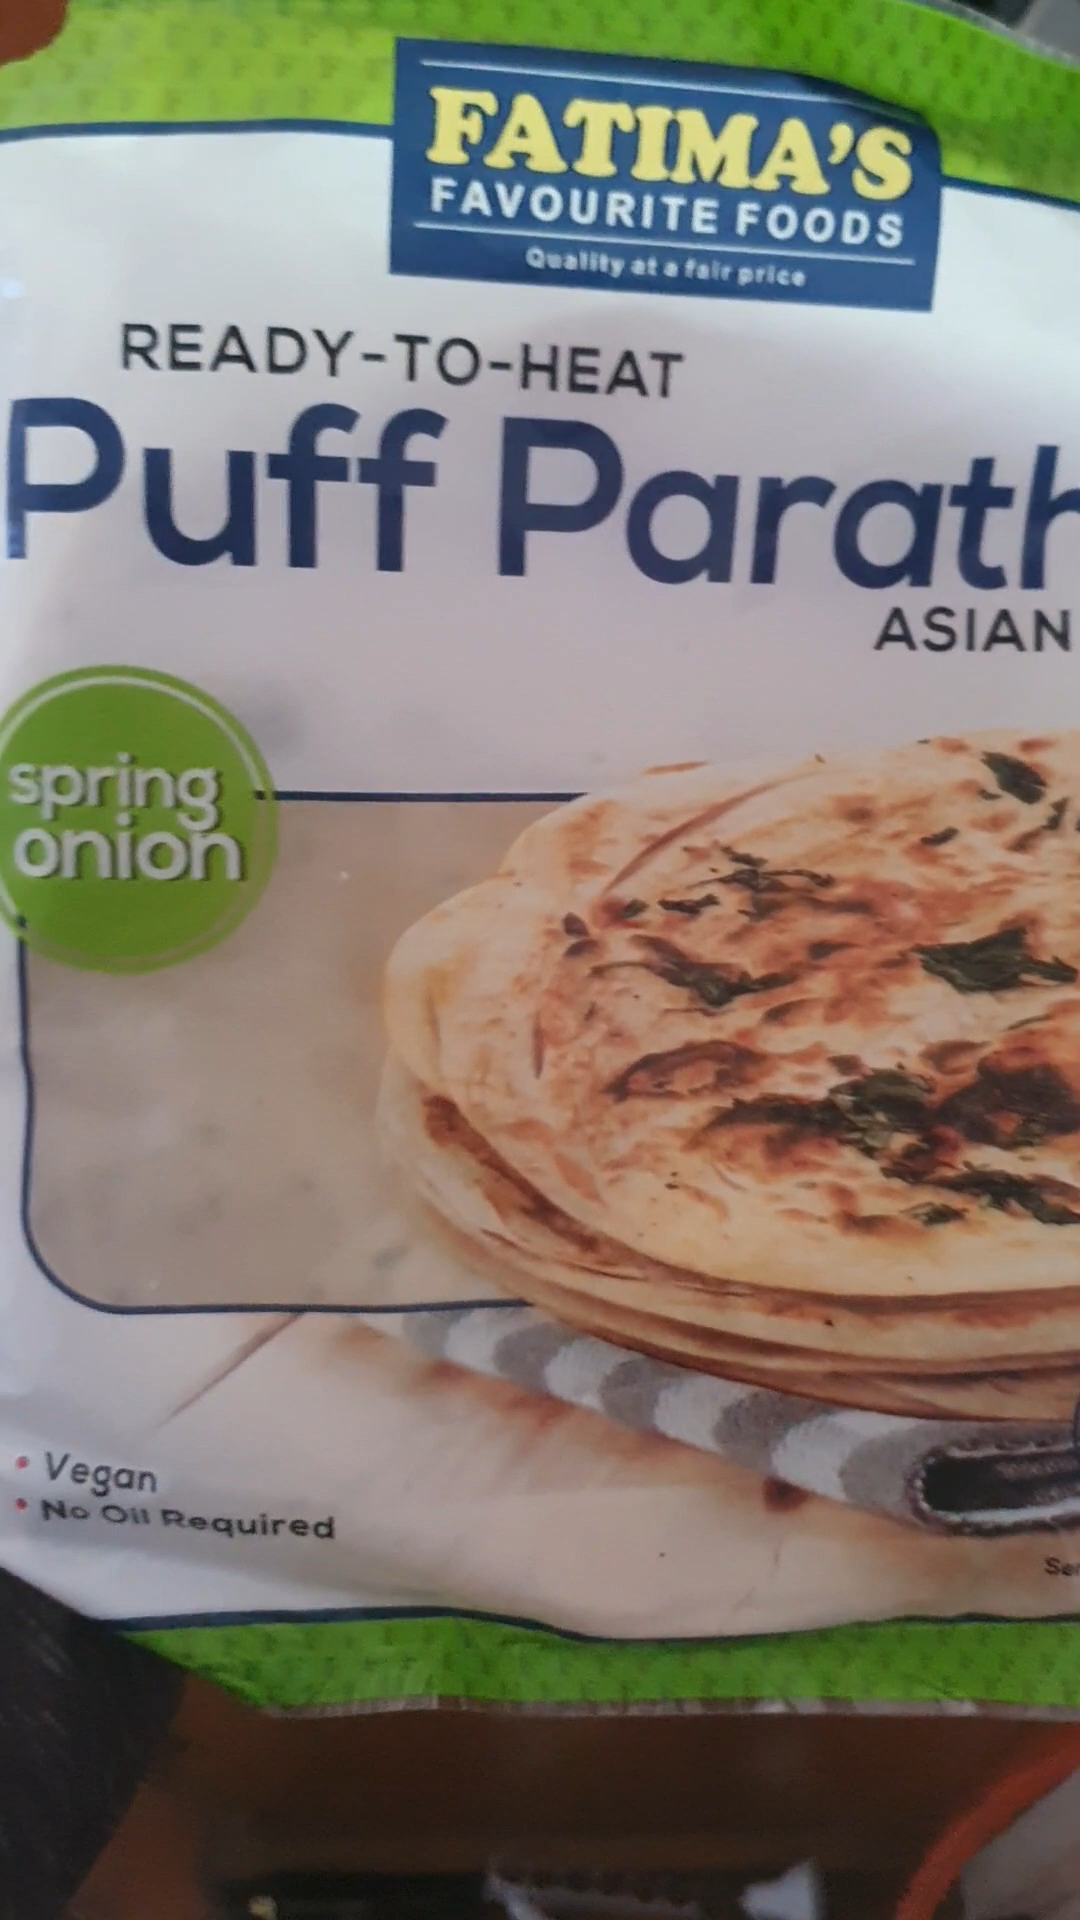 FATIMA'S
FAVOURITE FOODS
Quality at a fair price
READY-TO-HEAT
Puff Parath
ASIAN
spring
onion
• Vegan
• No Oil Required